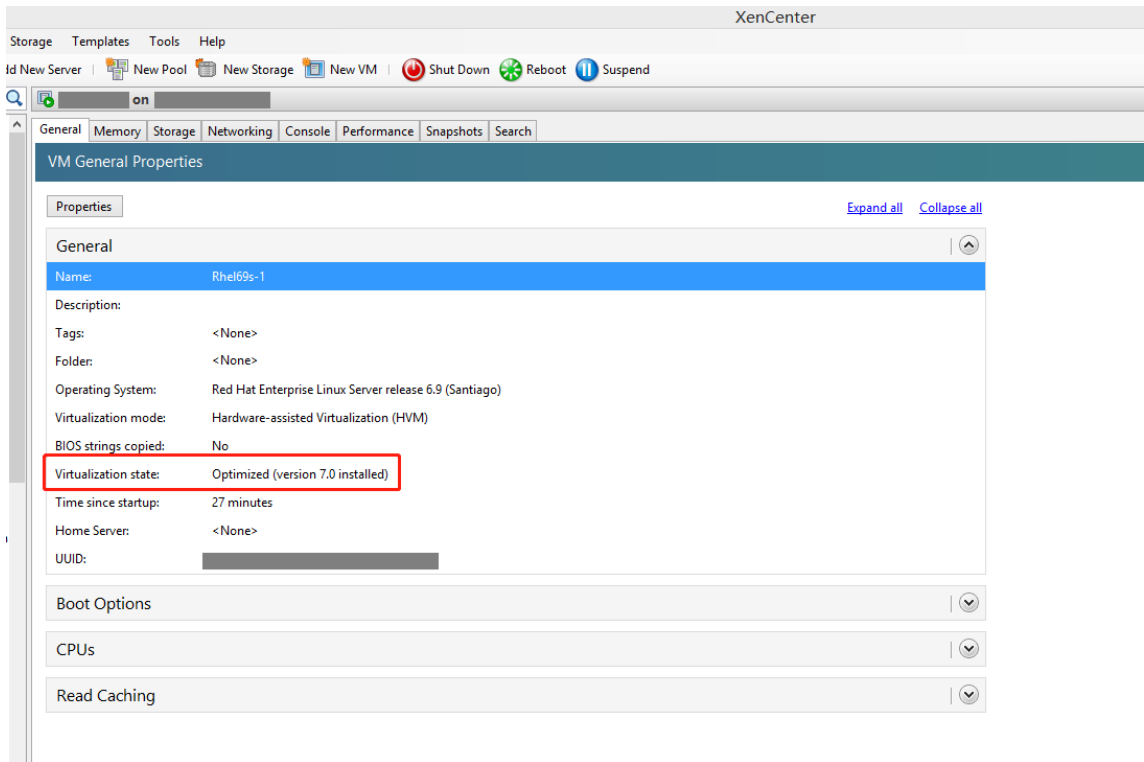 XenCenter
Storage Templates Tools Help
dd New Server New Pool New Storage New VM Shut Down Reboot Suspend
on
General Memory Storage Networking Console Performance Snapshots Search
VM General Properties
Properties Expand all Collapse all
General
Name: Rhel69s-1
Description:
Tags: <None>
Folder: <None>
Operating System: Red Hat Enterprise Linux Server release 6.9 (Santiago)
Virtualization mode: Hardware-assisted Virtualization (HVM)
BIOS strings copied: No
Virtualization state: Optimized (version 7.0 installed)
Time since startup: 27 minutes
Home Server: <None>
UUID:
Boot Options
CPUs
Read Caching